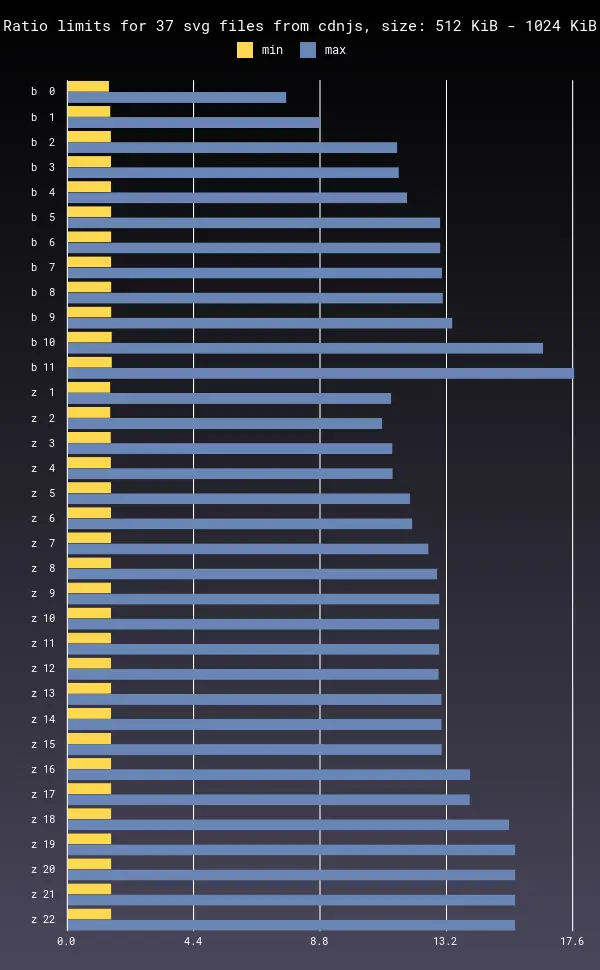 Ratio limits for 37 svg files from cdnjs, size: 512 KiB - 1024 KiB
min max
b 0
b 1
b 2
b 3
b 4
b 5
b 6
b 7
b 8
b 9
b 10
b 11
z 1
z 2
z 3
z 4
z 5
z 6
z 7
z 8
z 9
z 10
z 11
z 12
z 13
z 14
z 15
z 16
z 17
z 18
z 19
z 20
z 21
z 22
0.0 4.4 8.8 13.2 17.6